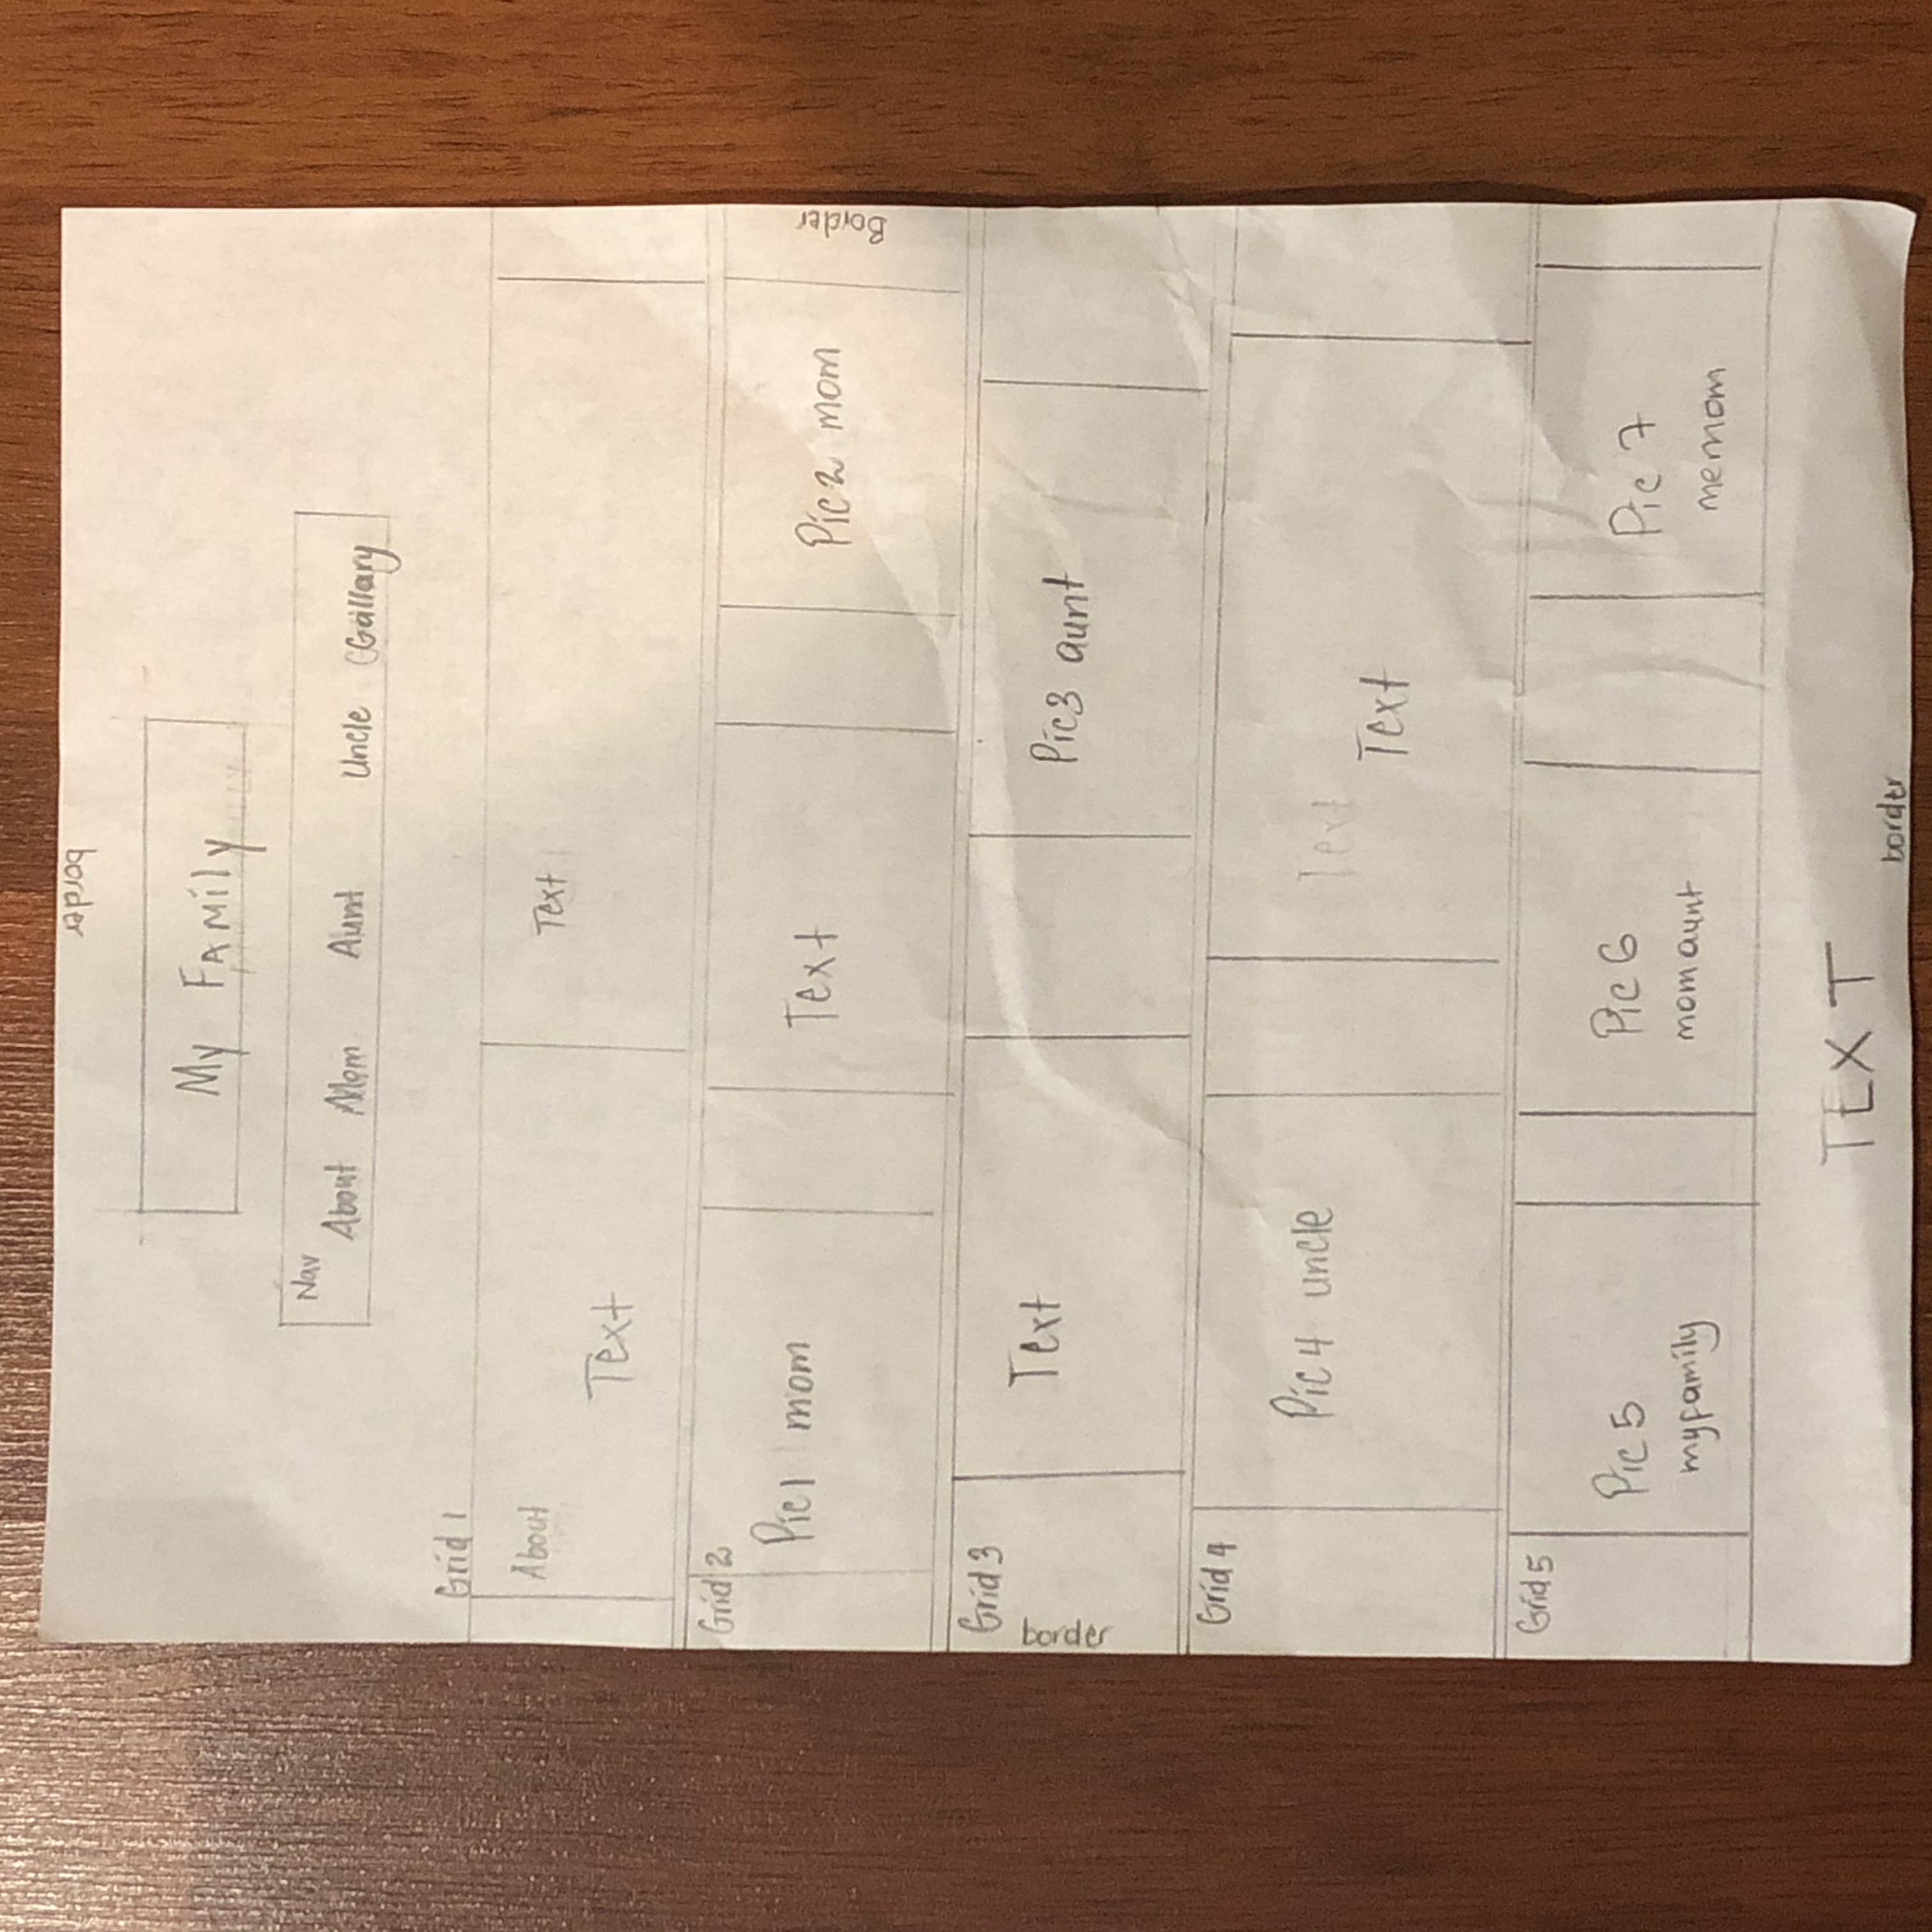 border
My FAMily
Nav
About Mom Aunt Uncle Gallary
Grid 1
About
Text
Text
Grid 2
Pic1 mom
Text
Pic2 mom
Border
Grid 3
border
Text
Pic3 aunt
Grid 4
Pic4 uncle
Text
Text
Grid 5
Pic 5
myfamily
Pic 6
momaunt
Pic 7
memom
TEXT
border